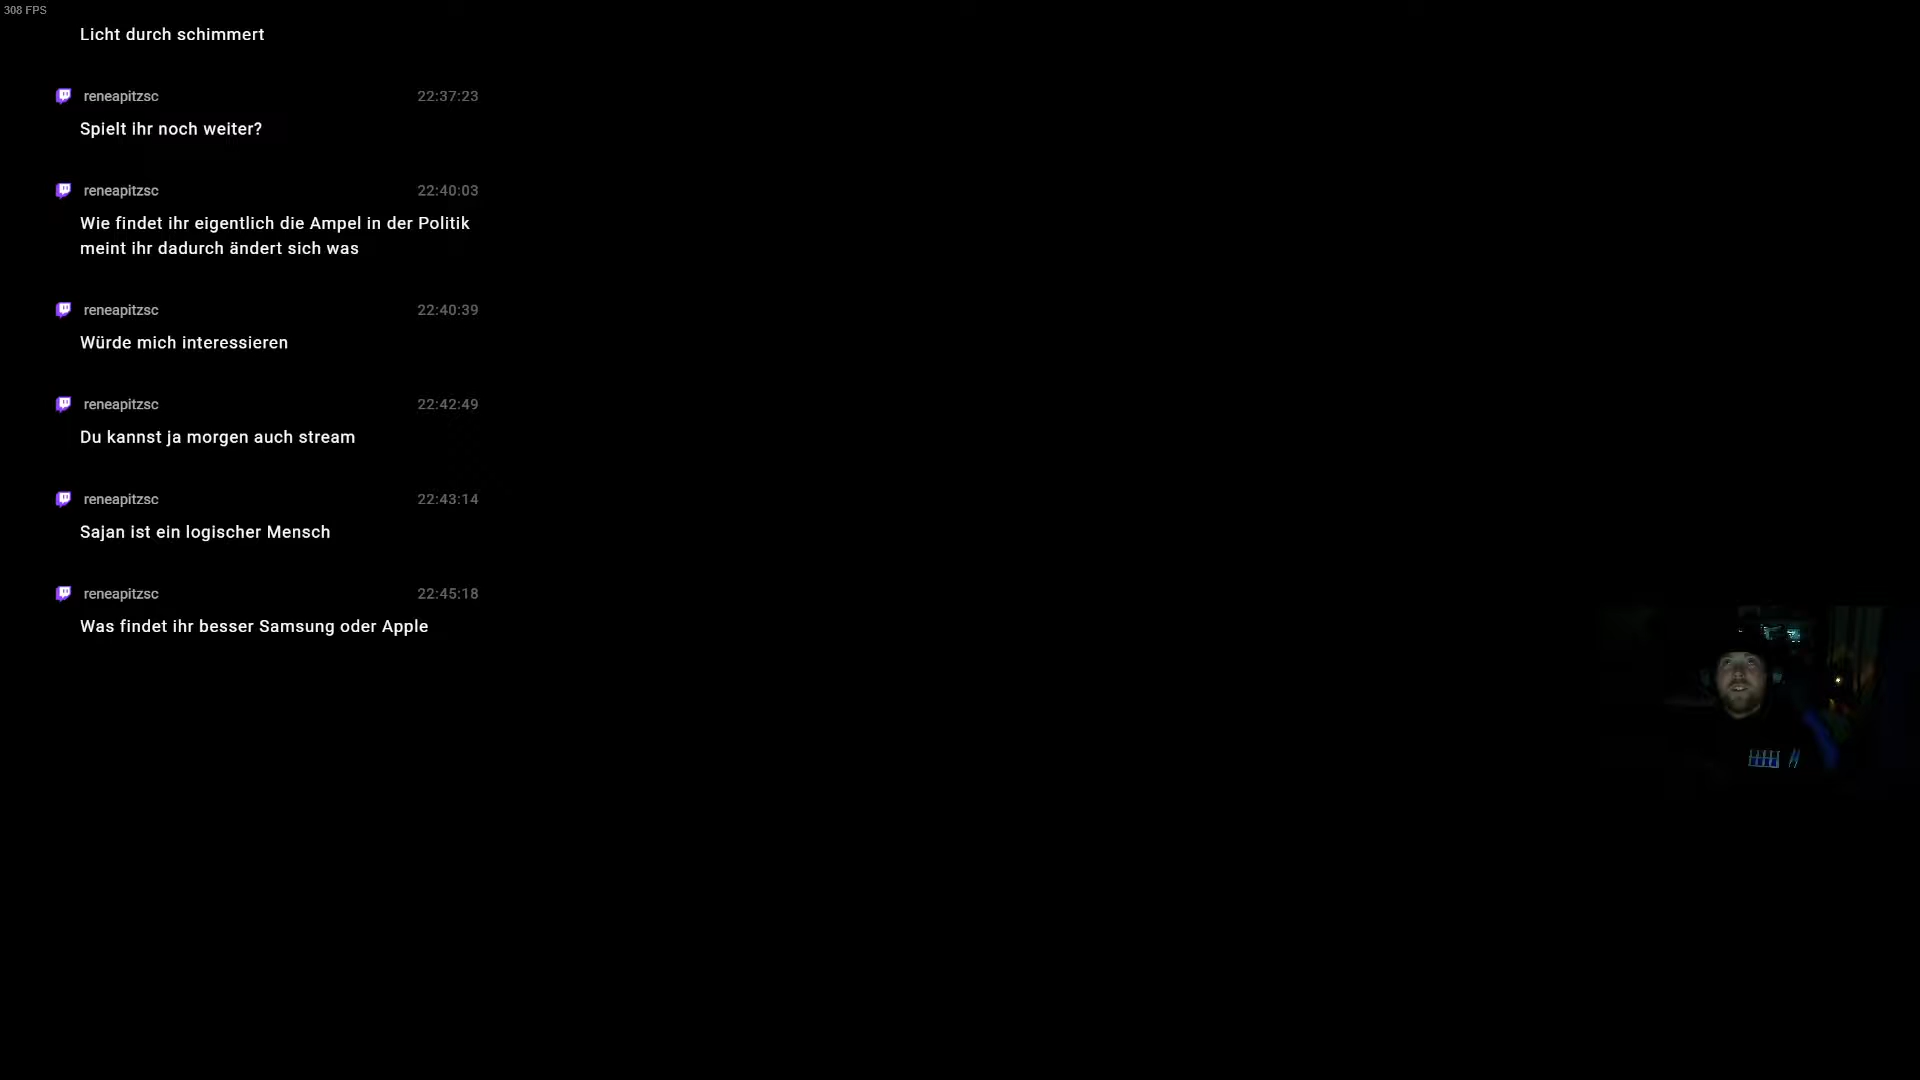 308 FPS
Licht durch schimmert
reneapitzsc 22:37:23
Spielt ihr noch weiter?
reneapitzsc 22:40:03
Wie findet ihr eigentlich die Ampel in der Politik
meint ihr dadurch ändert sich was
reneapitzsc 22:40:39
Würde mich interessieren
reneapitzsc 22:42:49
Du kannst ja morgen auch stream
reneapitzsc 22:43:14
Sajan ist ein logischer Mensch
reneapitzsc 22:45:18
Was findet ihr besser Samsung oder Apple